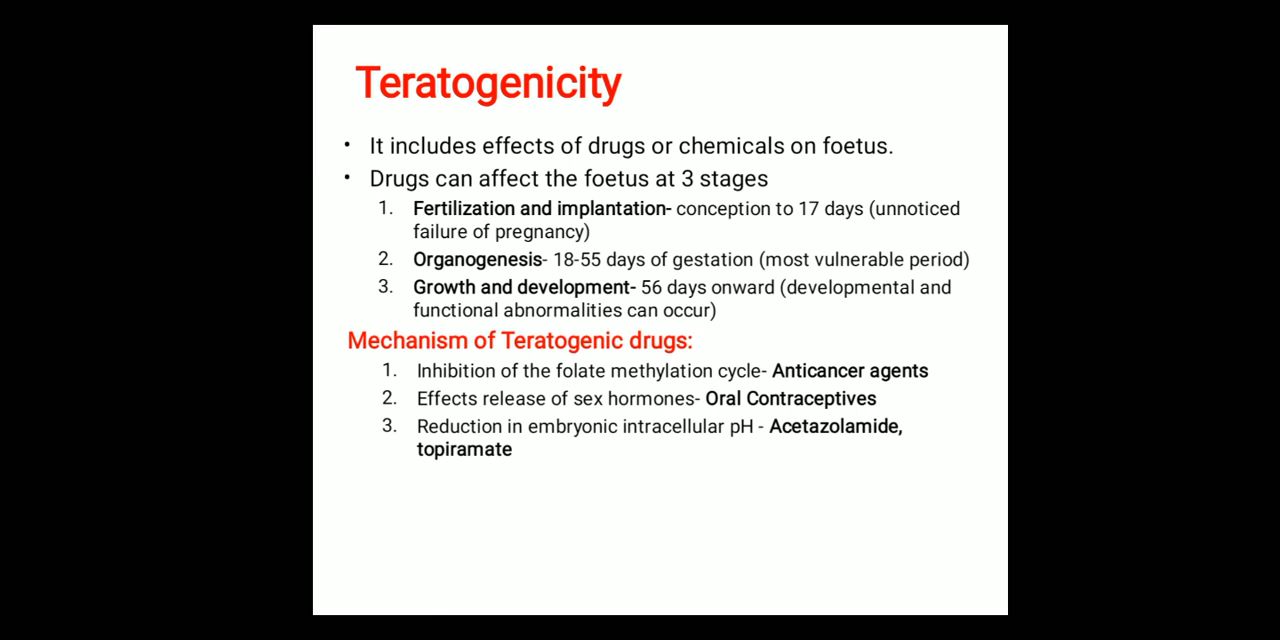 Teratogenicity
• It includes effects of drugs or chemicals on foetus.
• Drugs can affect the foetus at 3 stages
1. Fertilization and implantation- conception to 17 days (unnoticed
failure of pregnancy)
2. Organogenesis- 18-55 days of gestation (most vulnerable period)
3. Growth and development- 56 days onward (developmental and
functional abnormalities can occur)
Mechanism of Teratogenic drugs:
1. Inhibition of the folate methylation cycle- Anticancer agents
2. Effects release of sex hormones- Oral Contraceptives
3. Reduction in embryonic intracellular pH - Acetazolamide,
topiramate